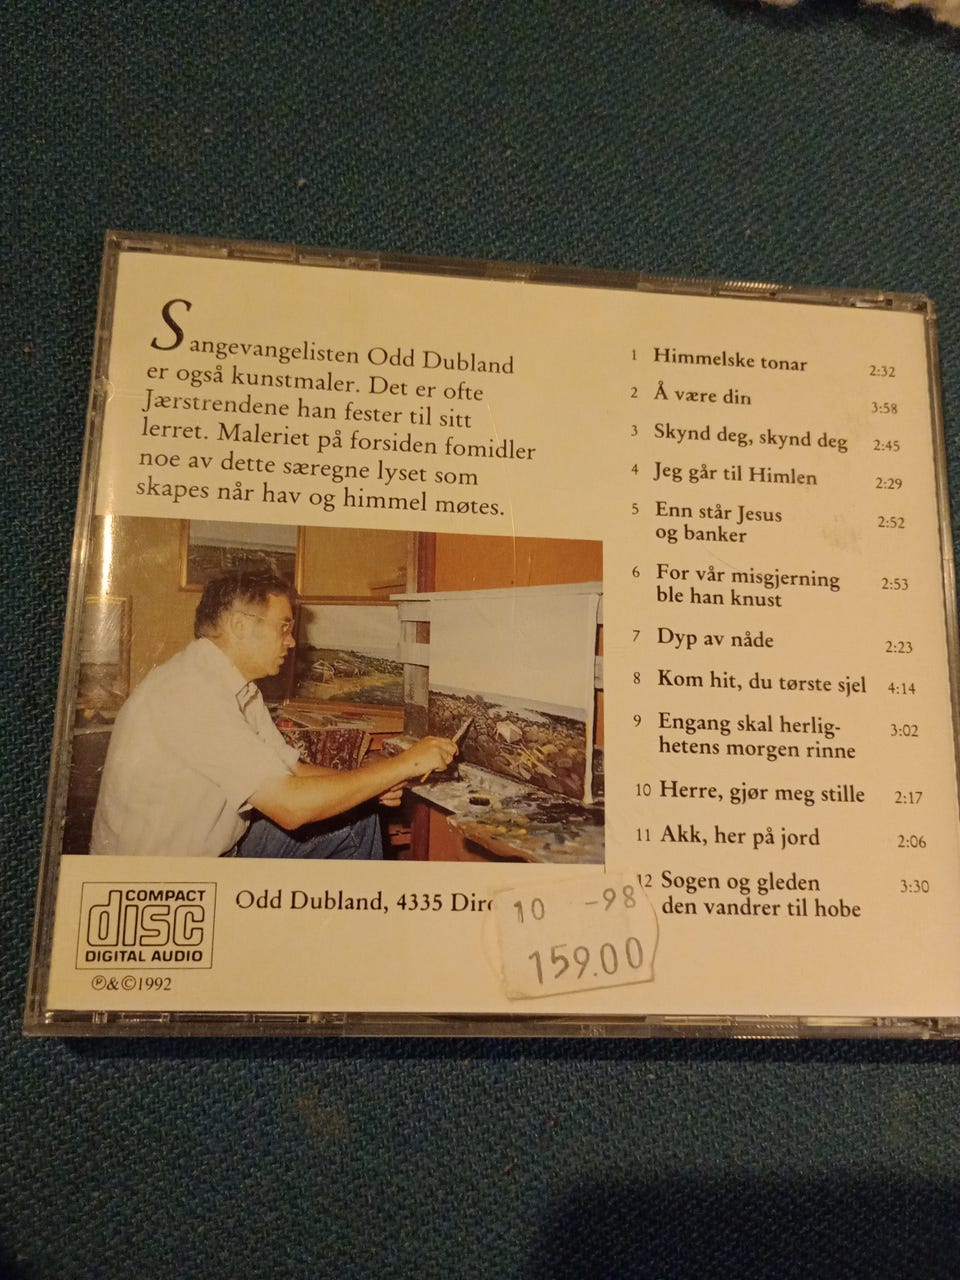 Sangevangelisten Odd Dubland
er også kunstmaler. Det er ofte
Jærstrendene han fester til sitt
lerret. Maleriet på forsiden fomidler
noe av dette særegne lyset som
skapes når hav og himmel møtes.
1 Himmelske tonar 2:32
2 Å være din 3:58
3 Skynd deg, skynd deg 2:45
4 Jeg går til Himlen 2:29
5 Enn står Jesus 2:52
og banker
6 For vår misgjerning 2:53
ble han knust
7 Dyp av nåde 2:23
8 Kom hit, du tørste sjel 4:14
9 Engang skal herlig- 3:02
hetens morgen rinne
10 Herre, gjør meg stille 2:17
11 Akk, her på jord 2:06
12 Sogen og gleden 3:30
den vandrer til hobe
COMPACT
disc
DIGITAL AUDIO
℗&©1992
Odd Dubland, 4335
10 -98
159.00